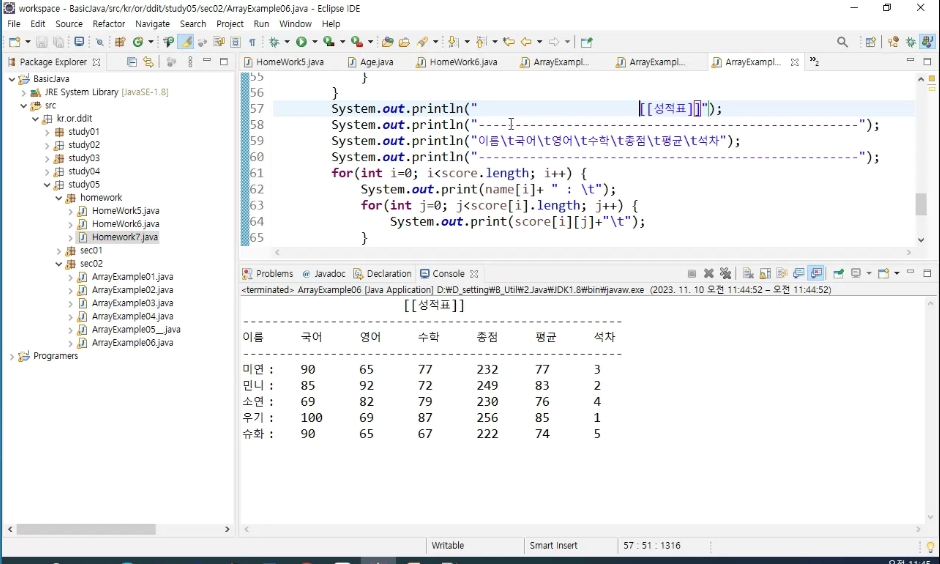 workspace - BasicJava/src/kr/or/ddit/study05/sec02/ArrayExample06.java - Eclipse IDE
File Edit Source Refactor Navigate Search Project Run Window Help
Package Explorer
BasicJava
JRE System Library [JavaSE-1.8]
src
kr.or.ddit
study01
study02
study03
study04
study05
homework
HomeWork5.java
HomeWork6.java
Homework7.java
sec01
sec02
ArrayExample01.java
ArrayExample02.java
ArrayExample03.java
ArrayExample04.java
ArrayExample05__java
ArrayExample06.java
Programers
HomeWork5.java Age.java HomeWork6.java ArrayExampl... ArrayExampl... ArrayExampl... »2
55 }
56 }
57 System.out.println(" [[성적표]]");
58 System.out.println("----------------------------------------------------");
59 System.out.println("이름\t국어\t영어\t수학\t총점\t평균\t석차");
60 System.out.println("----------------------------------------------------");
61 for(int i=0; i<score.length; i++) {
62 System.out.print(name[i]+ " : \t");
63 for(int j=0; j<score[i].length; j++) {
64 System.out.print(score[i][j]+"\t");
65 }
Problems Javadoc Declaration Console
<terminated> ArrayExample06 [Java Application] D:\D_setting\B_Util\2.Java\JDK1.8\bin\javaw.exe (2023. 11. 10 오전 11:44:52 – 오전 11:44:52)
[[성적표]]
----------------------------------------------------
이름 국어 영어 수학 총점 평균 석차
----------------------------------------------------
미연 : 90 65 77 232 77 3
민니 : 85 92 72 249 83 2
소연 : 69 82 79 230 76 4
우기 : 100 69 87 256 85 1
슈화 : 90 65 67 222 74 5
Writable Smart Insert 57 : 51 : 1316